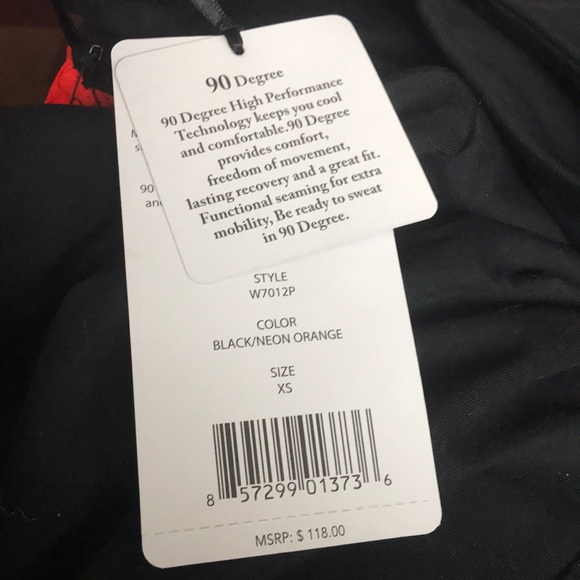 90 Degree
90 Degree High Performance
Technology keeps you cool
and comfortable.90 Degree
provides comfort,
freedom of movement,
lasting recovery and a great fit.
Functional seaming for extra
mobility, Be ready to sweat
in 90 Degree.
90
STYLE
W7012P
COLOR
BLACK/NEON ORANGE
SIZE
XS
8 57299 01373 6
MSRP: $ 118.00